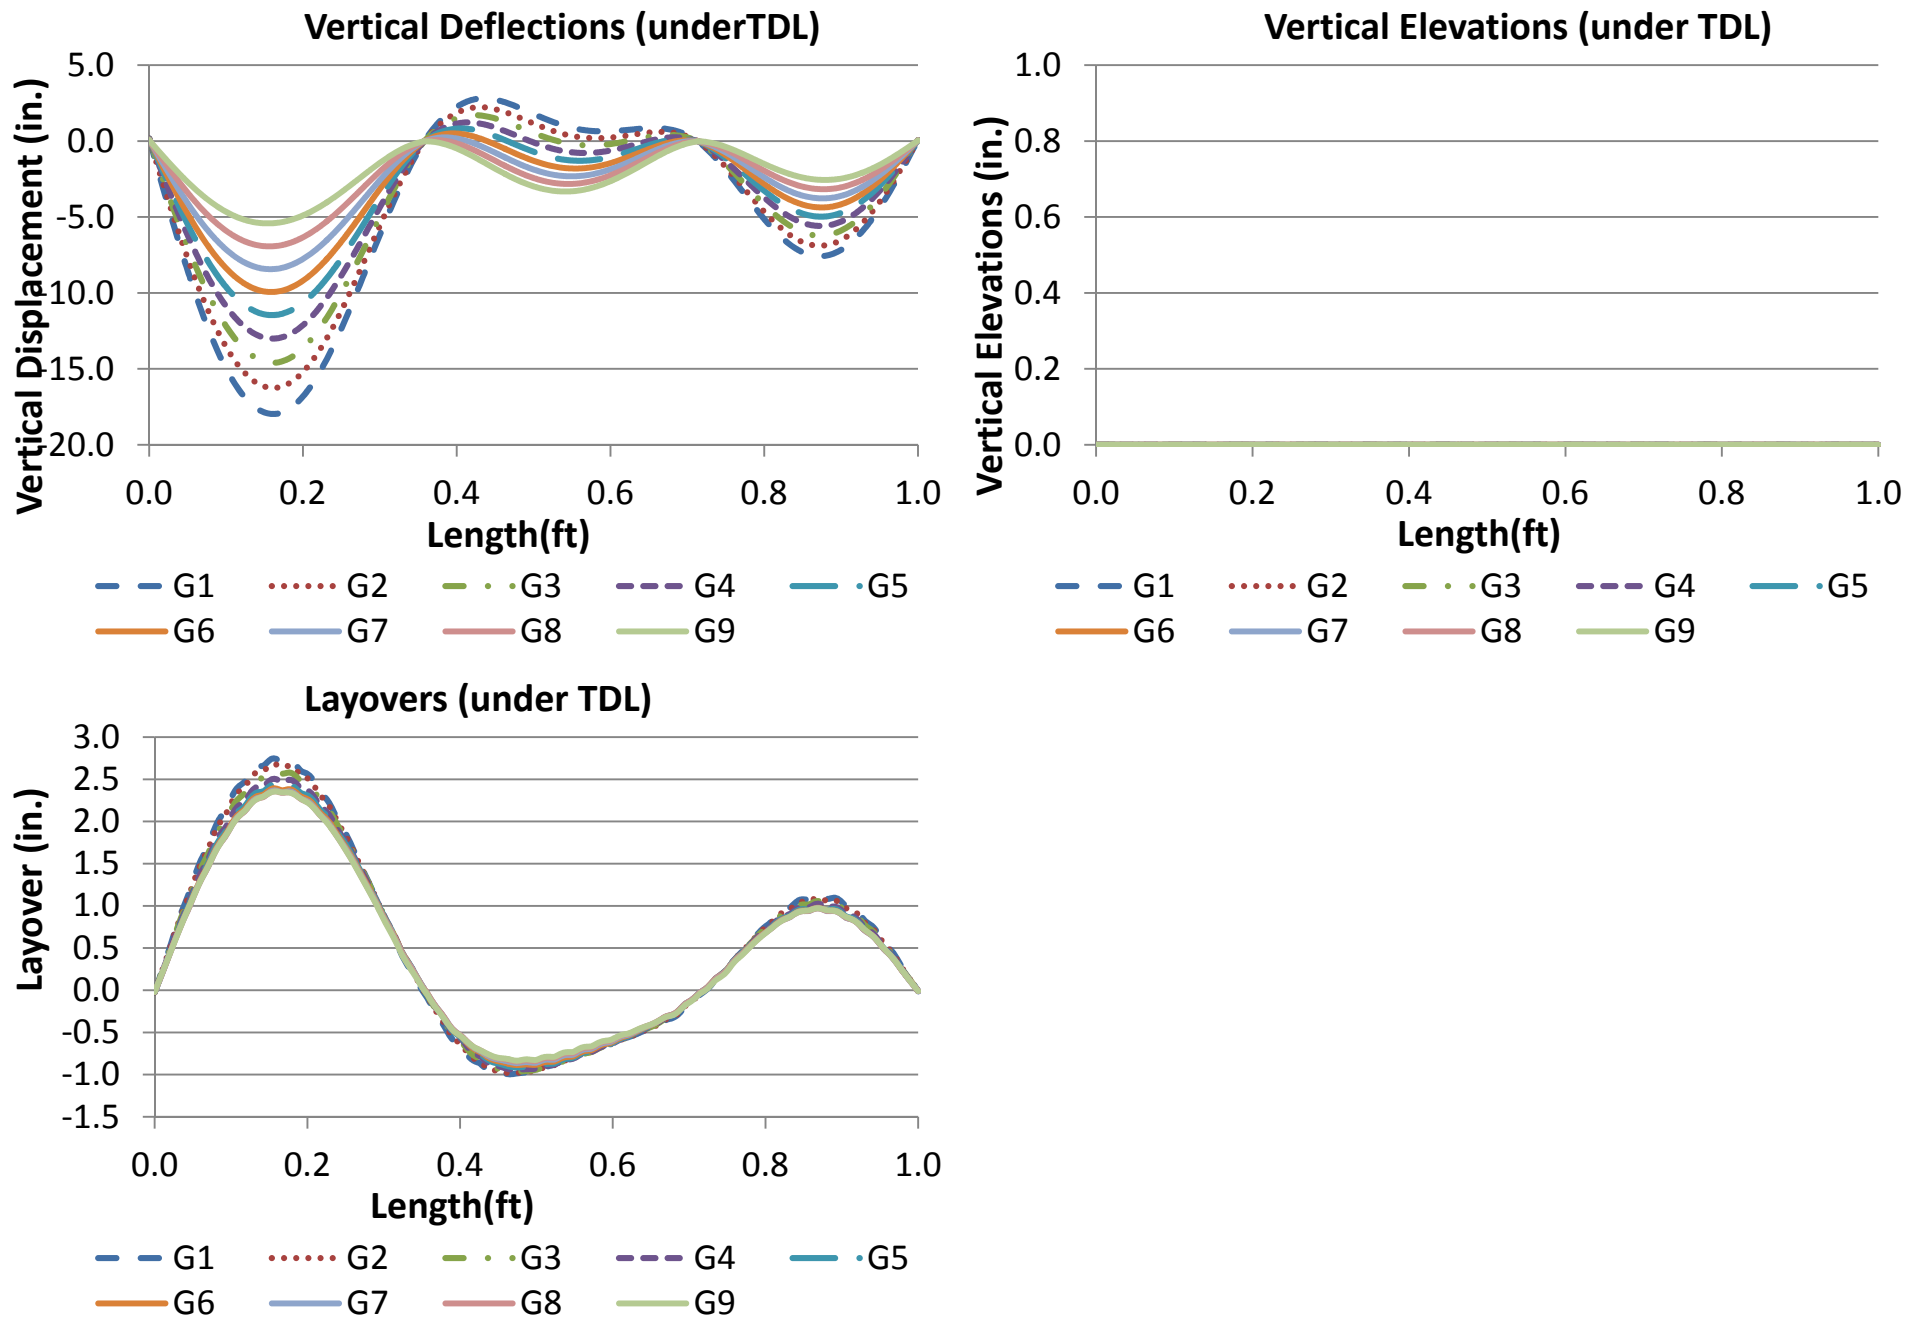 Vertical Deflections (underTDL)
Vertical Displacement (in.)
5.0
0.0
-5.0
-10.0
-15.0
-20.0
0.0 0.2 0.4 0.6 0.8 1.0
Length(ft)
G1 G2 G3 G4 G5
G6 G7 G8 G9
Vertical Elevations (under TDL)
Vertical Elevations (in.)
1.0
0.8
0.6
0.4
0.2
0.0
0.0 0.2 0.4 0.6 0.8 1.0
Length(ft)
G1 G2 G3 G4 G5
G6 G7 G8 G9
Layovers (under TDL)
Layover (in.)
3.0
2.5
2.0
1.5
1.0
0.5
0.0
-0.5
-1.0
-1.5
0.0 0.2 0.4 0.6 0.8 1.0
Length(ft)
G1 G2 G3 G4 G5
G6 G7 G8 G9